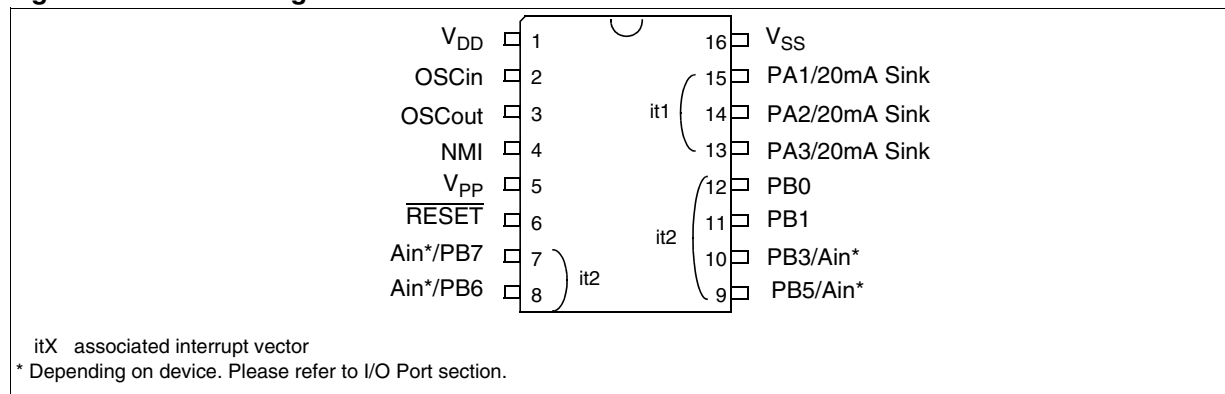 V_DD 1 16 V_SS
OSCin 2 15 PA1/20mA Sink
OSCout 3 it1 14 PA2/20mA Sink
NMI 4 13 PA3/20mA Sink
V_PP 5 12 PB0
RESET 6 11 PB1
it2
Ain*/PB7 7 10 PB3/Ain*
it2
Ain*/PB6 8 9 PB5/Ain*
itX associated interrupt vector
* Depending on device. Please refer to I/O Port section.